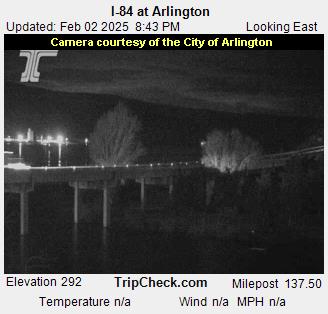 I-84 at Arlington
Updated: Feb 02 2025 8:43 PM Looking East
Camera courtesy of the City of Arlington
Elevation 292 TripCheck.com Milepost 137.50
Temperature n/a Wind n/a MPH n/a